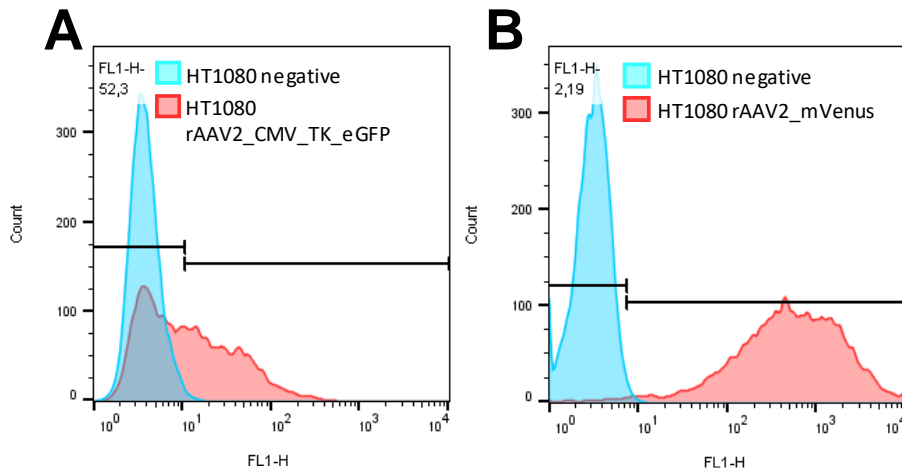 A
FL1-H-
52,3
HT1080 negative
HT1080
rAAV2_CMV_TK_eGFP
300
200
100
0
Count
10^0
10^1
10^2
10^3
10^4
FL1-H
B
FL1-H-
2,19
HT1080 negative
HT1080 rAAV2_mVenus
300
200
100
0
Count
10^0
10^1
10^2
10^3
10^4
FL1-H